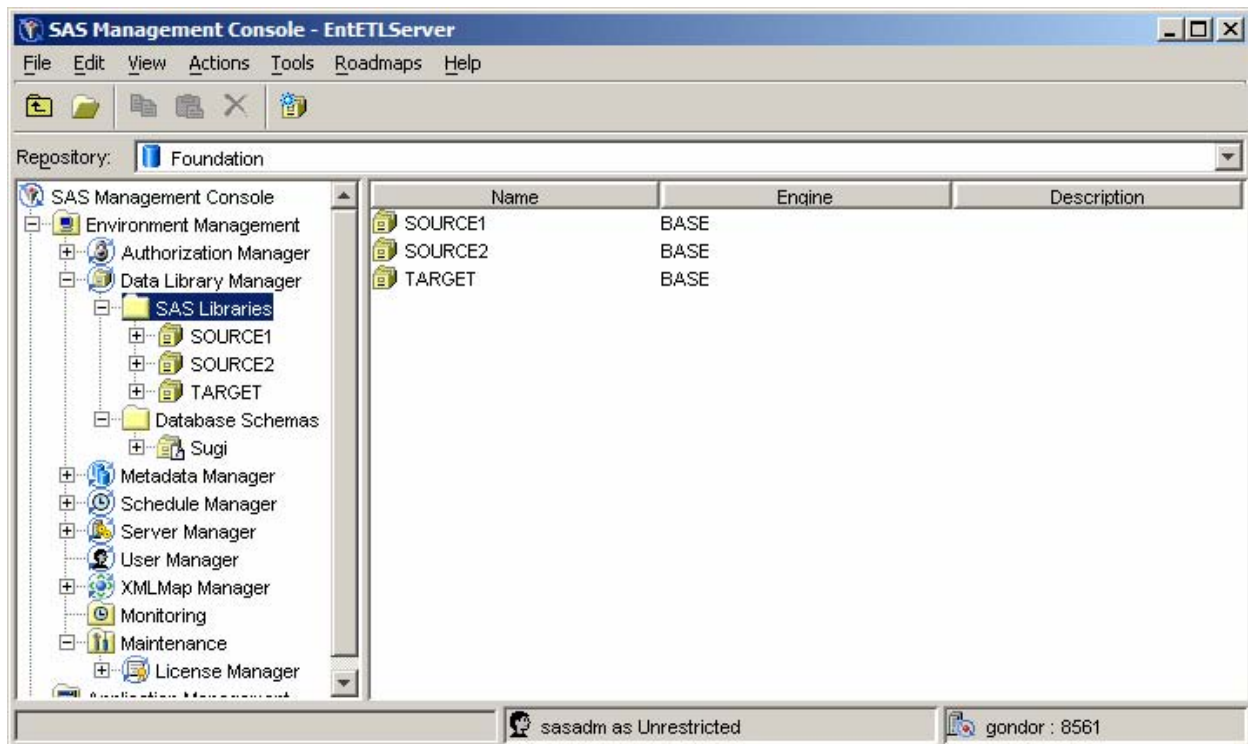 SAS Management Console - EntETLServer
File Edit View Actions Tools Roadmaps Help
Repository: Foundation
SAS Management Console
Environment Management
Authorization Manager
Data Library Manager
SAS Libraries
SOURCE1
SOURCE2
TARGET
Database Schemas
Sugi
Metadata Manager
Schedule Manager
Server Manager
User Manager
XMLMap Manager
Monitoring
Maintenance
License Manager
Name Engine Description
SOURCE1 BASE
SOURCE2 BASE
TARGET BASE
sasadm as Unrestricted
gondor : 8561